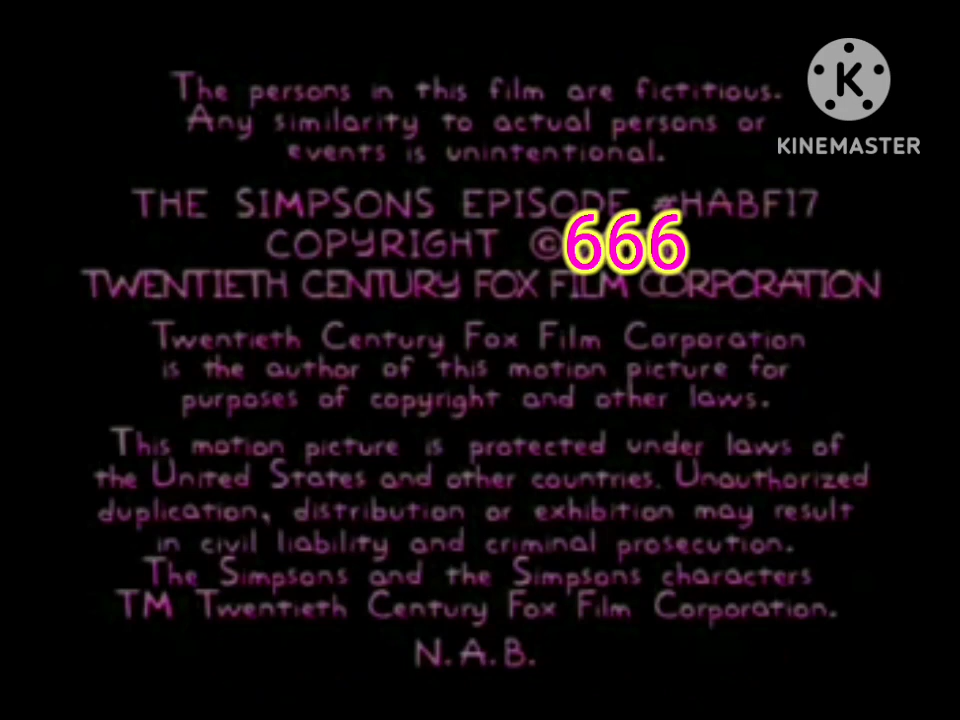 The persons in this film are fictitious.
Any similarity to actual persons or
events is unintentional.
K
KINEMASTER
THE SIMPSONS EPISODE #HABF17
COPYRIGHT ©666
TWENTIETH CENTURY FOX FILM CORPORATION
Twentieth Century Fox Film Corporation
is the author of this motion picture for
purposes of copyright and other laws.
This motion picture is protected under laws of
the United States and other countries. Unauthorized
duplication, distribution or exhibition may result
in civil liability and criminal prosecution.
The Simpsons and the Simpsons characters
TM Twentieth Century Fox Film Corporation.
N.A.B.